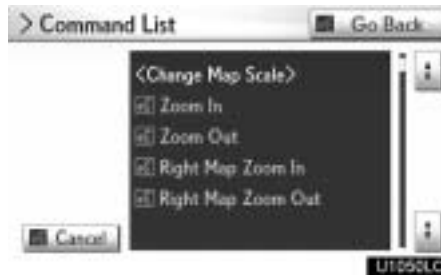 > Command List
Go Back
<Change Map Scale>
Zoom In
Zoom Out
Right Map Zoom In
Right Map Zoom Out
Cancel
U1050LC